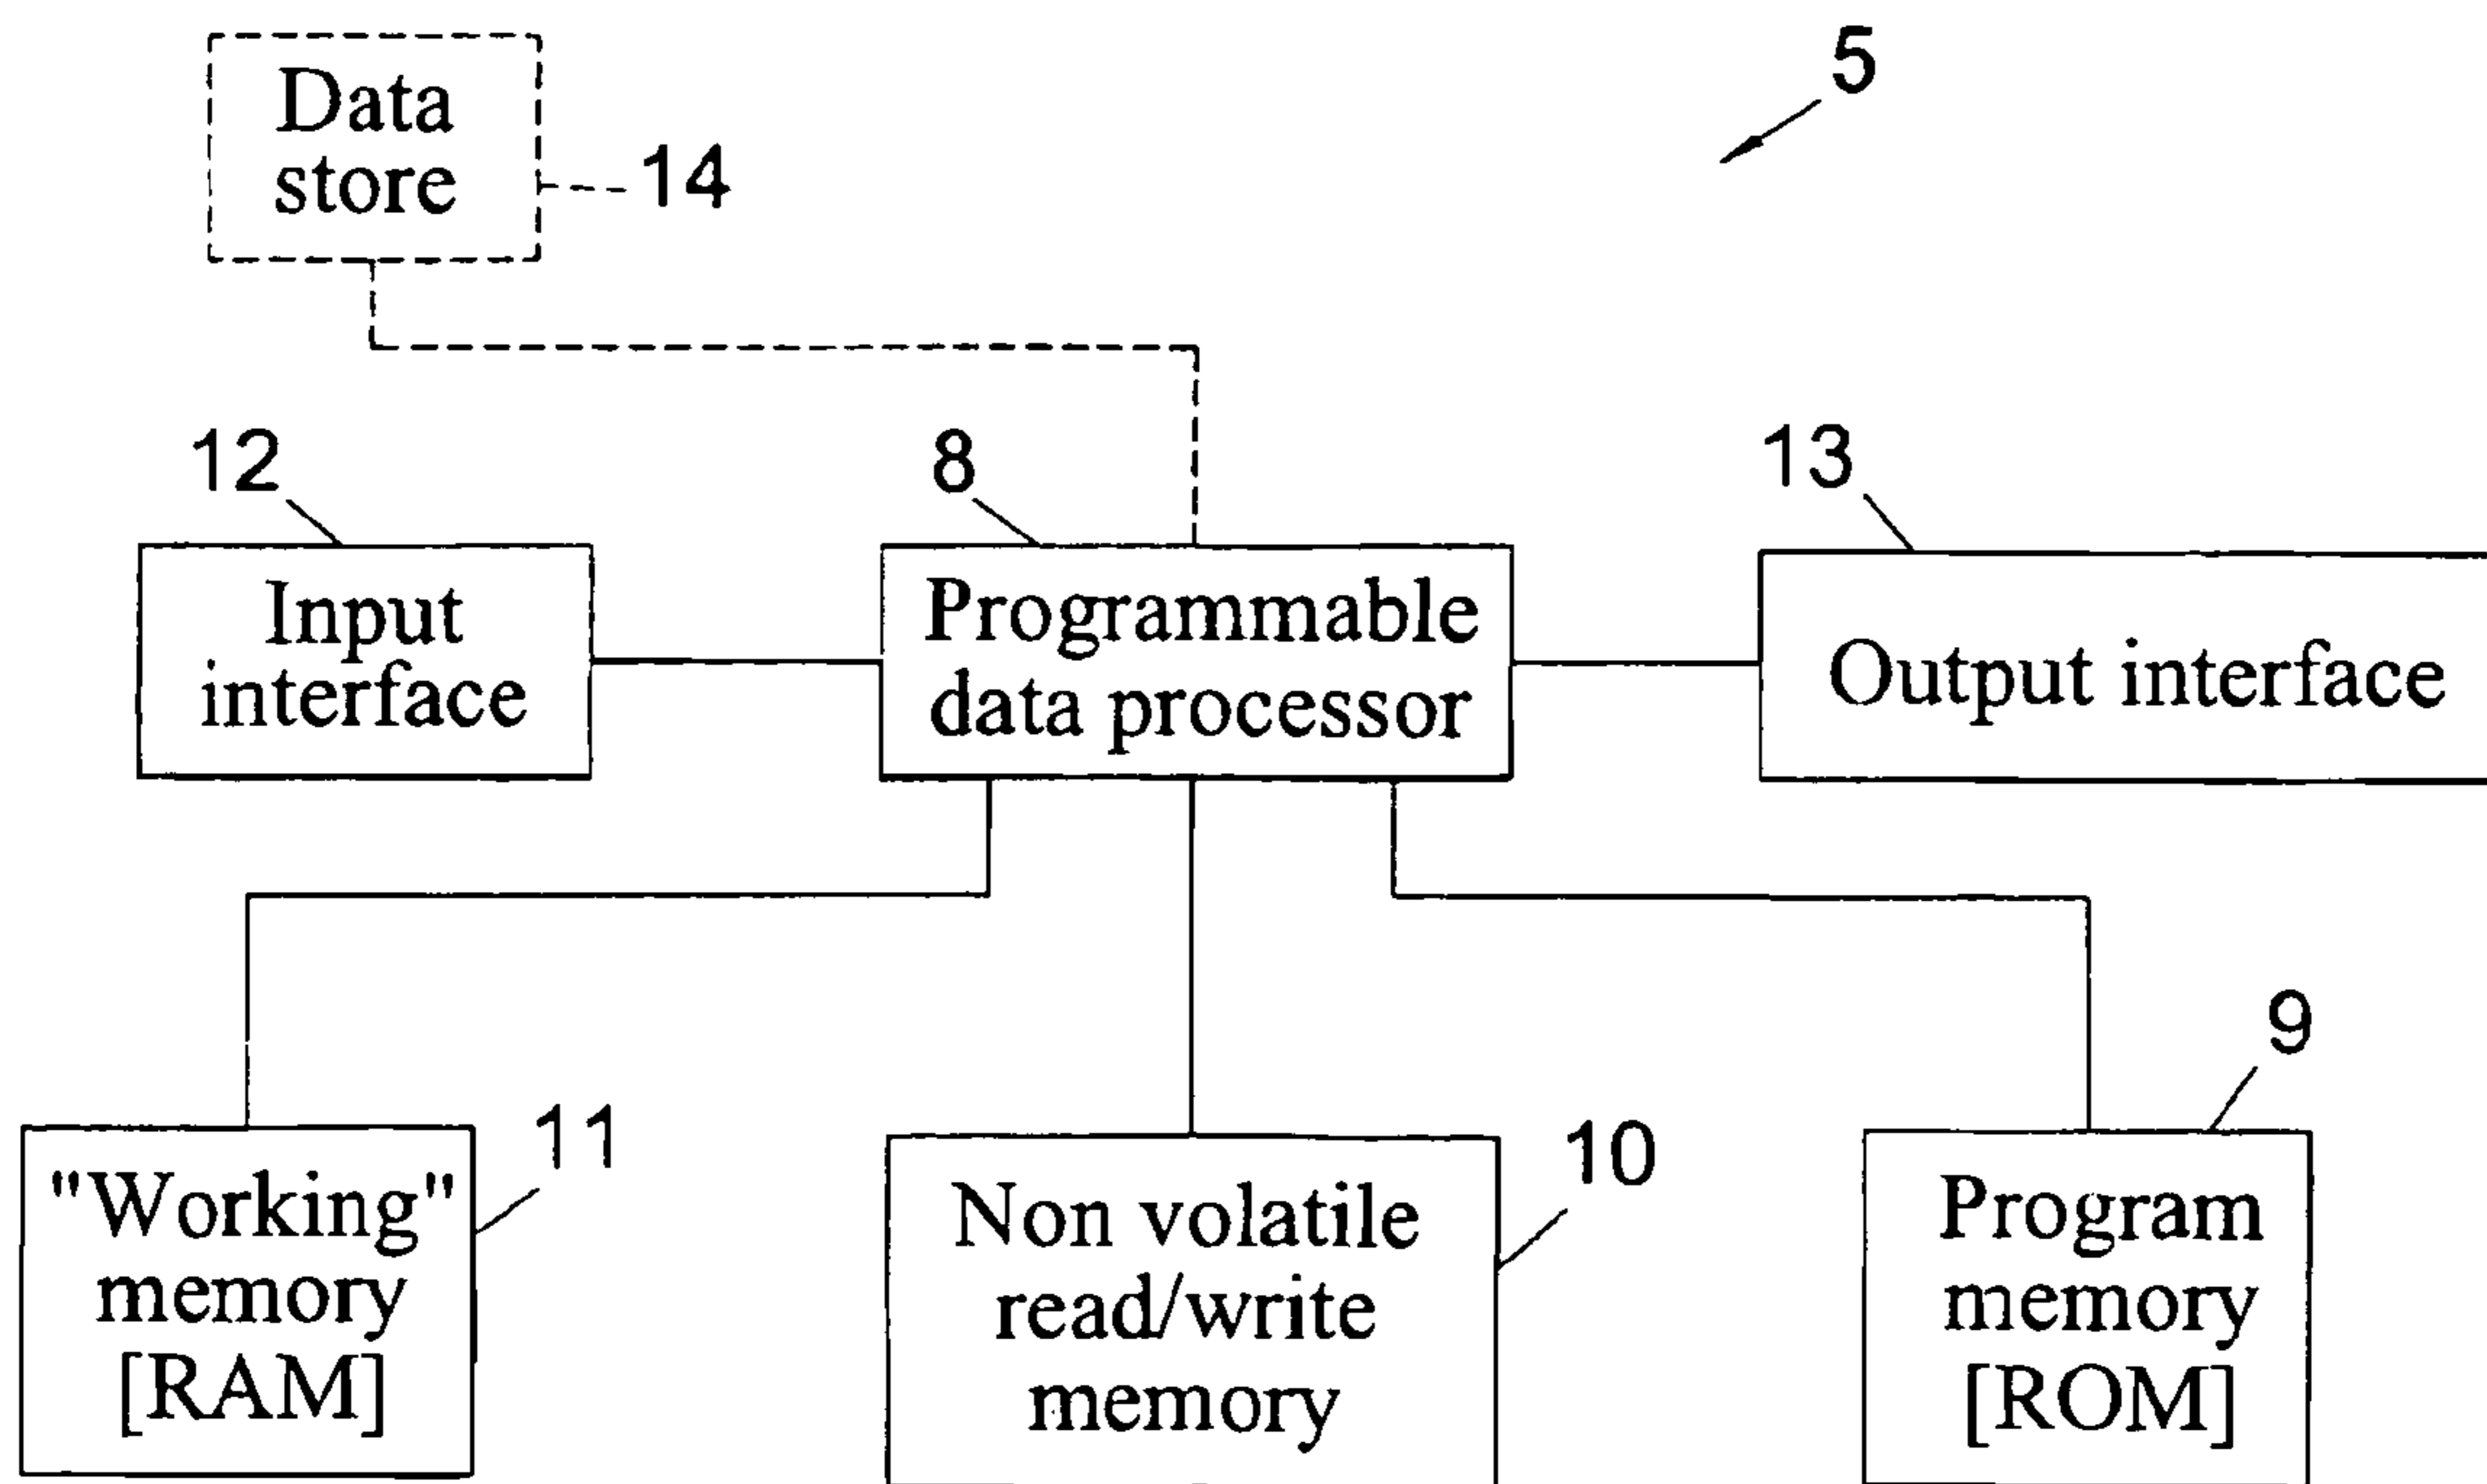 5
Data
store
14
12
8
13
Input
interface
Programmable
data processor
Output interface
9
11
10
"Working"
memory
[RAM]
Non volatile
read/write
memory
Program
memory
[ROM]